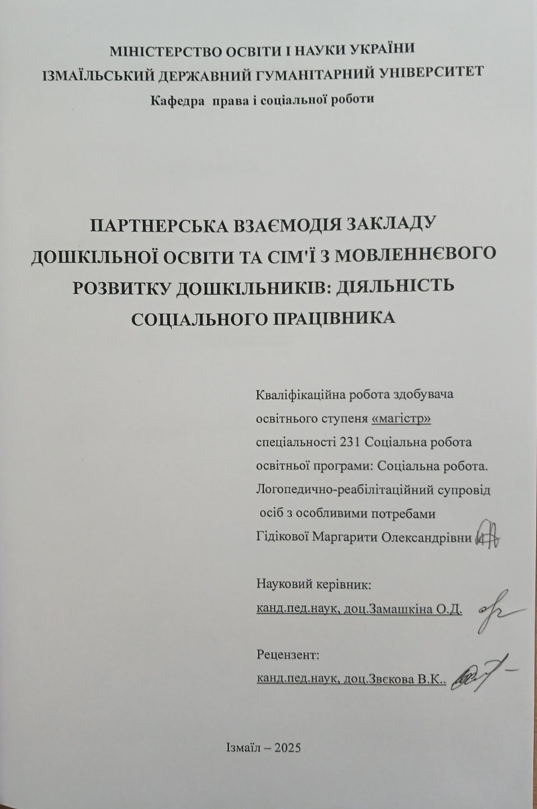 МІНІСТЕРСТВО ОСВІТИ І НАУКИ УКРАЇНИ
ІЗМАЇЛЬСЬКИЙ ДЕРЖАВНИЙ ГУМАНІТАРНИЙ УНІВЕРСИТЕТ
Кафедра права і соціальної роботи
ПАРТНЕРСЬКА ВЗАЄМОДІЯ ЗАКЛАДУ
ДОШКІЛЬНОЇ ОСВІТИ ТА СІМ'Ї З МОВЛЕННЄВОГО
РОЗВИТКУ ДОШКІЛЬНИКІВ: ДІЯЛЬНІСТЬ
СОЦІАЛЬНОГО ПРАЦІВНИКА
Кваліфікаційна робота здобувача
освітнього ступеня «магістр»
спеціальності 231 Соціальна робота
освітньої програми: Соціальна робота.
Логопедично-реабілітаційний супровід
осіб з особливими потребами
Гідікової Маргарити Олександрівни
Науковий керівник:
канд.пед.наук, доц.Замашкіна О.Д.
Рецензент:
канд.пед.наук, доц.Звєкова В.К..
Ізмаїл – 2025